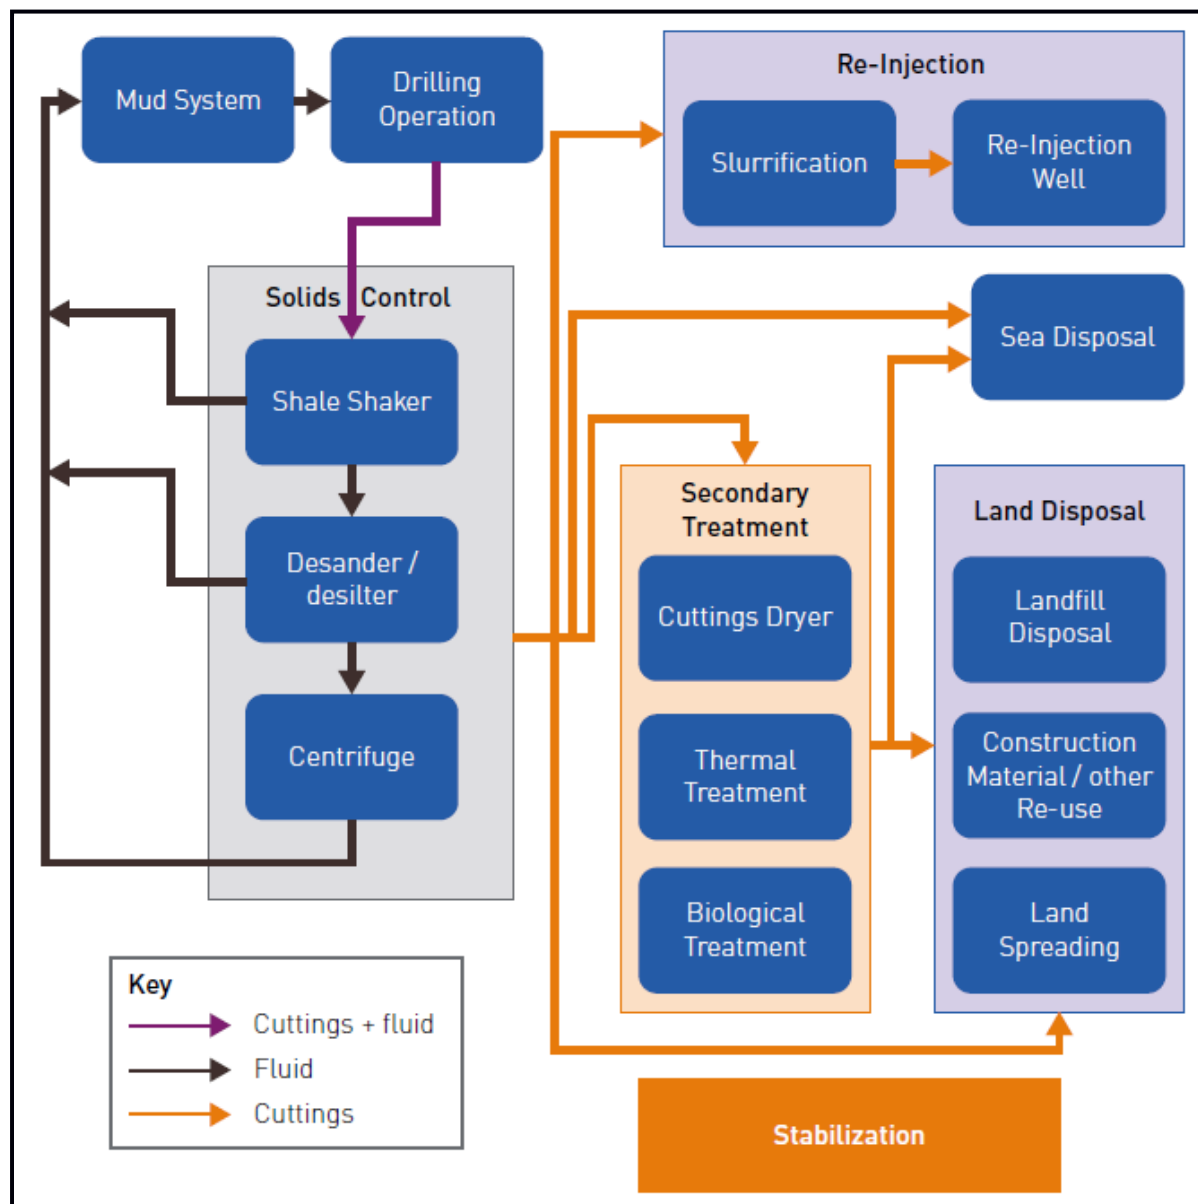 Mud System
Drilling
Operation
Re-Injection
Slurrification
Re-Injection
Well
Solids Control
Shale Shaker
Desander /
desilter
Centrifuge
Sea Disposal
Secondary
Treatment
Cuttings Dryer
Thermal
Treatment
Biological
Treatment
Land Disposal
Landfill
Disposal
Construction
Material / other
Re-use
Land
Spreading
Key
Cuttings + fluid
Fluid
Cuttings
Stabilization